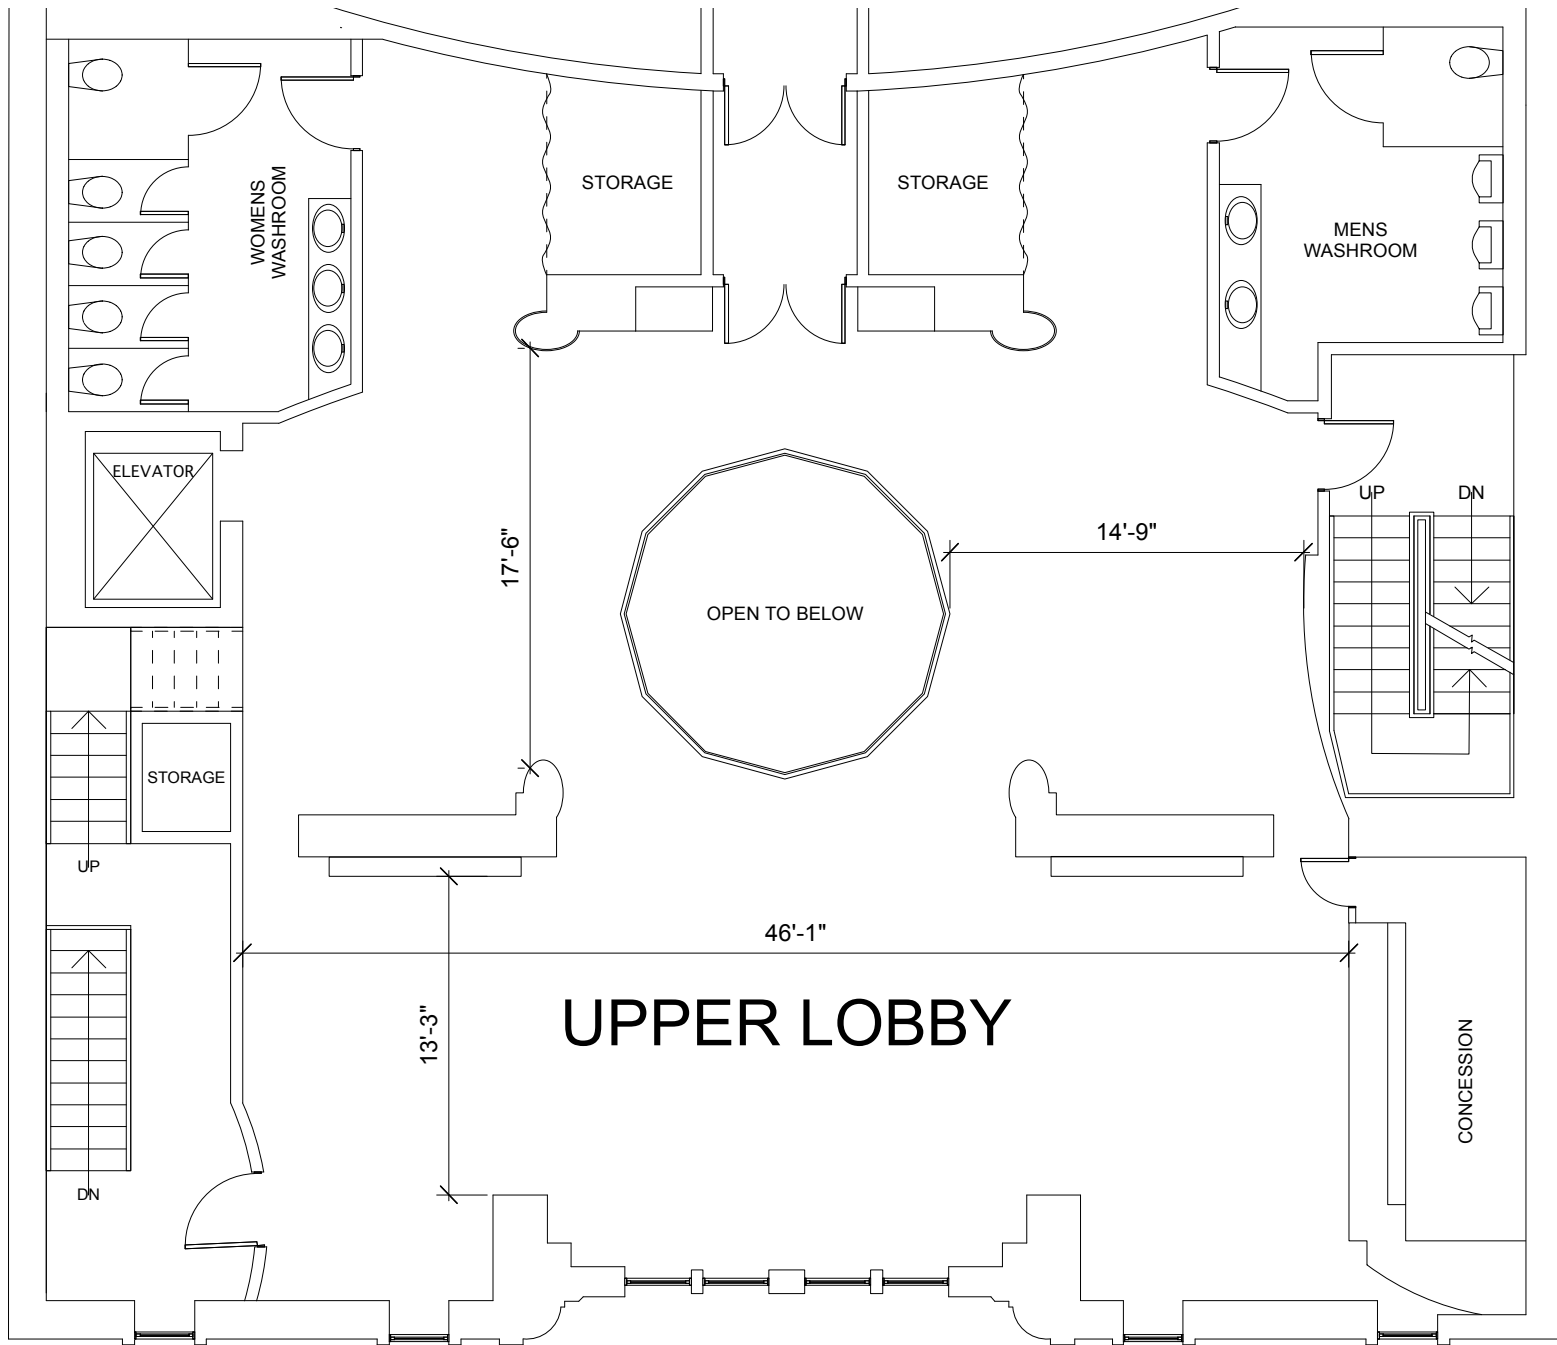 STORAGE
STORAGE
WOMENS
WASHROOM
MENS
WASHROOM
ELEVATOR
UP
DN
14'-9"
17'-6"
OPEN TO BELOW
STORAGE
UP
46'-1"
UPPER LOBBY
13'-3"
CONCESSION
DN